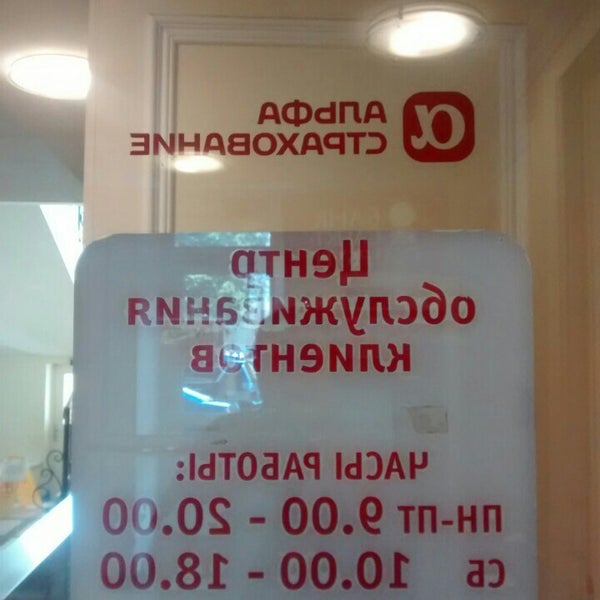 АЛЬФА
СТРАХОВАНИЕ
Центр
обслуживания
клиентов
ЧАСЫ РАБОТЫ:
ПН-ПТ 9.00 - 20.00
СБ 10.00 - 18.00